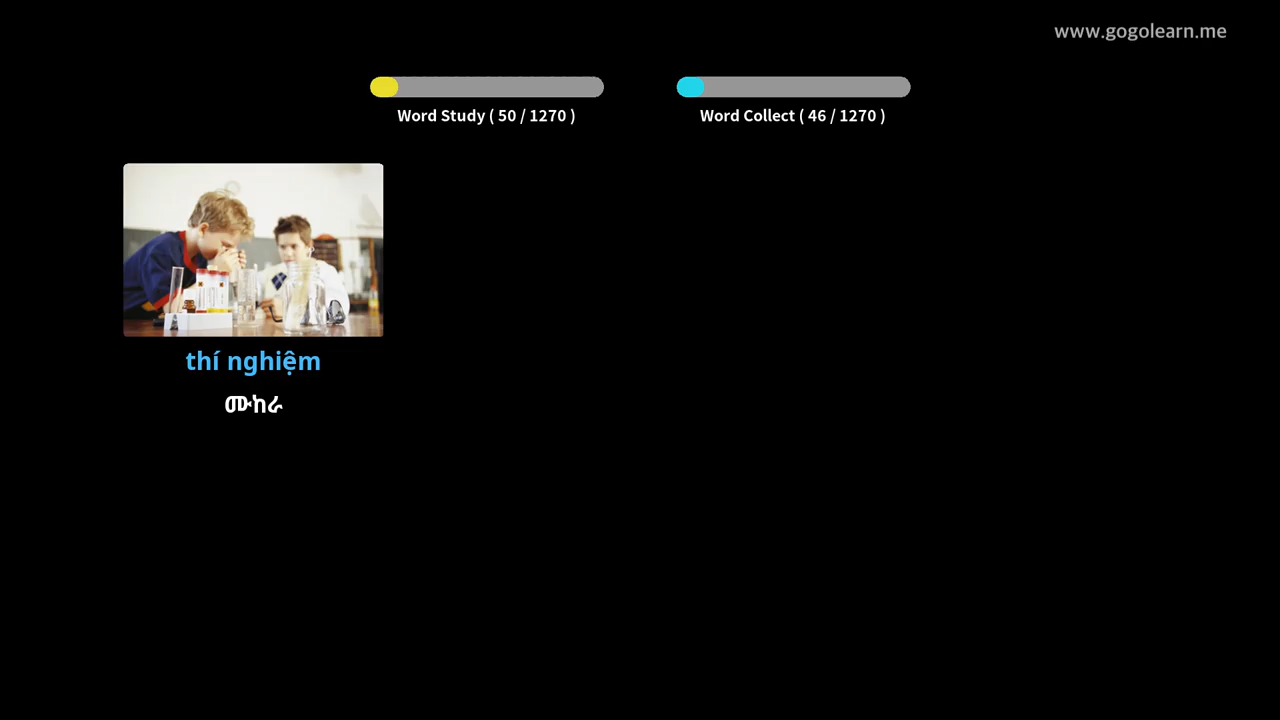 www.gogolearn.me
Word Study ( 50 / 1270 )
Word Collect ( 46 / 1270 )
thí nghiệm
ሙከራ